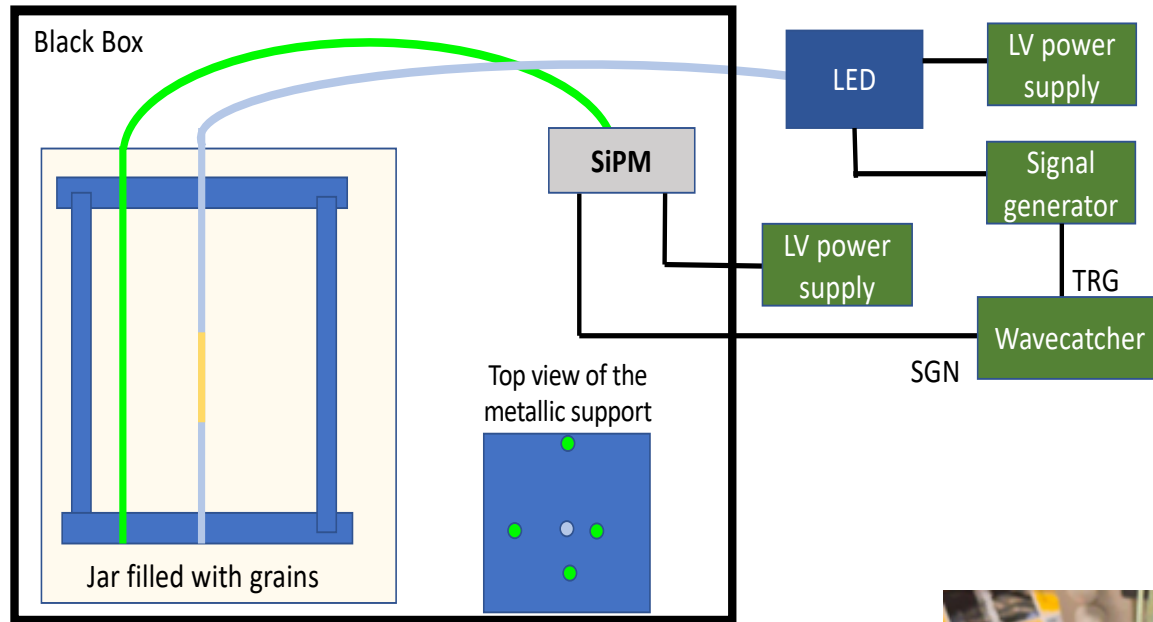 Black Box
LED
LV power
supply
SiPM
Signal
generator
LV power
supply
TRG
Wavecatcher
SGN
Top view of the
metallic support
Jar filled with grains